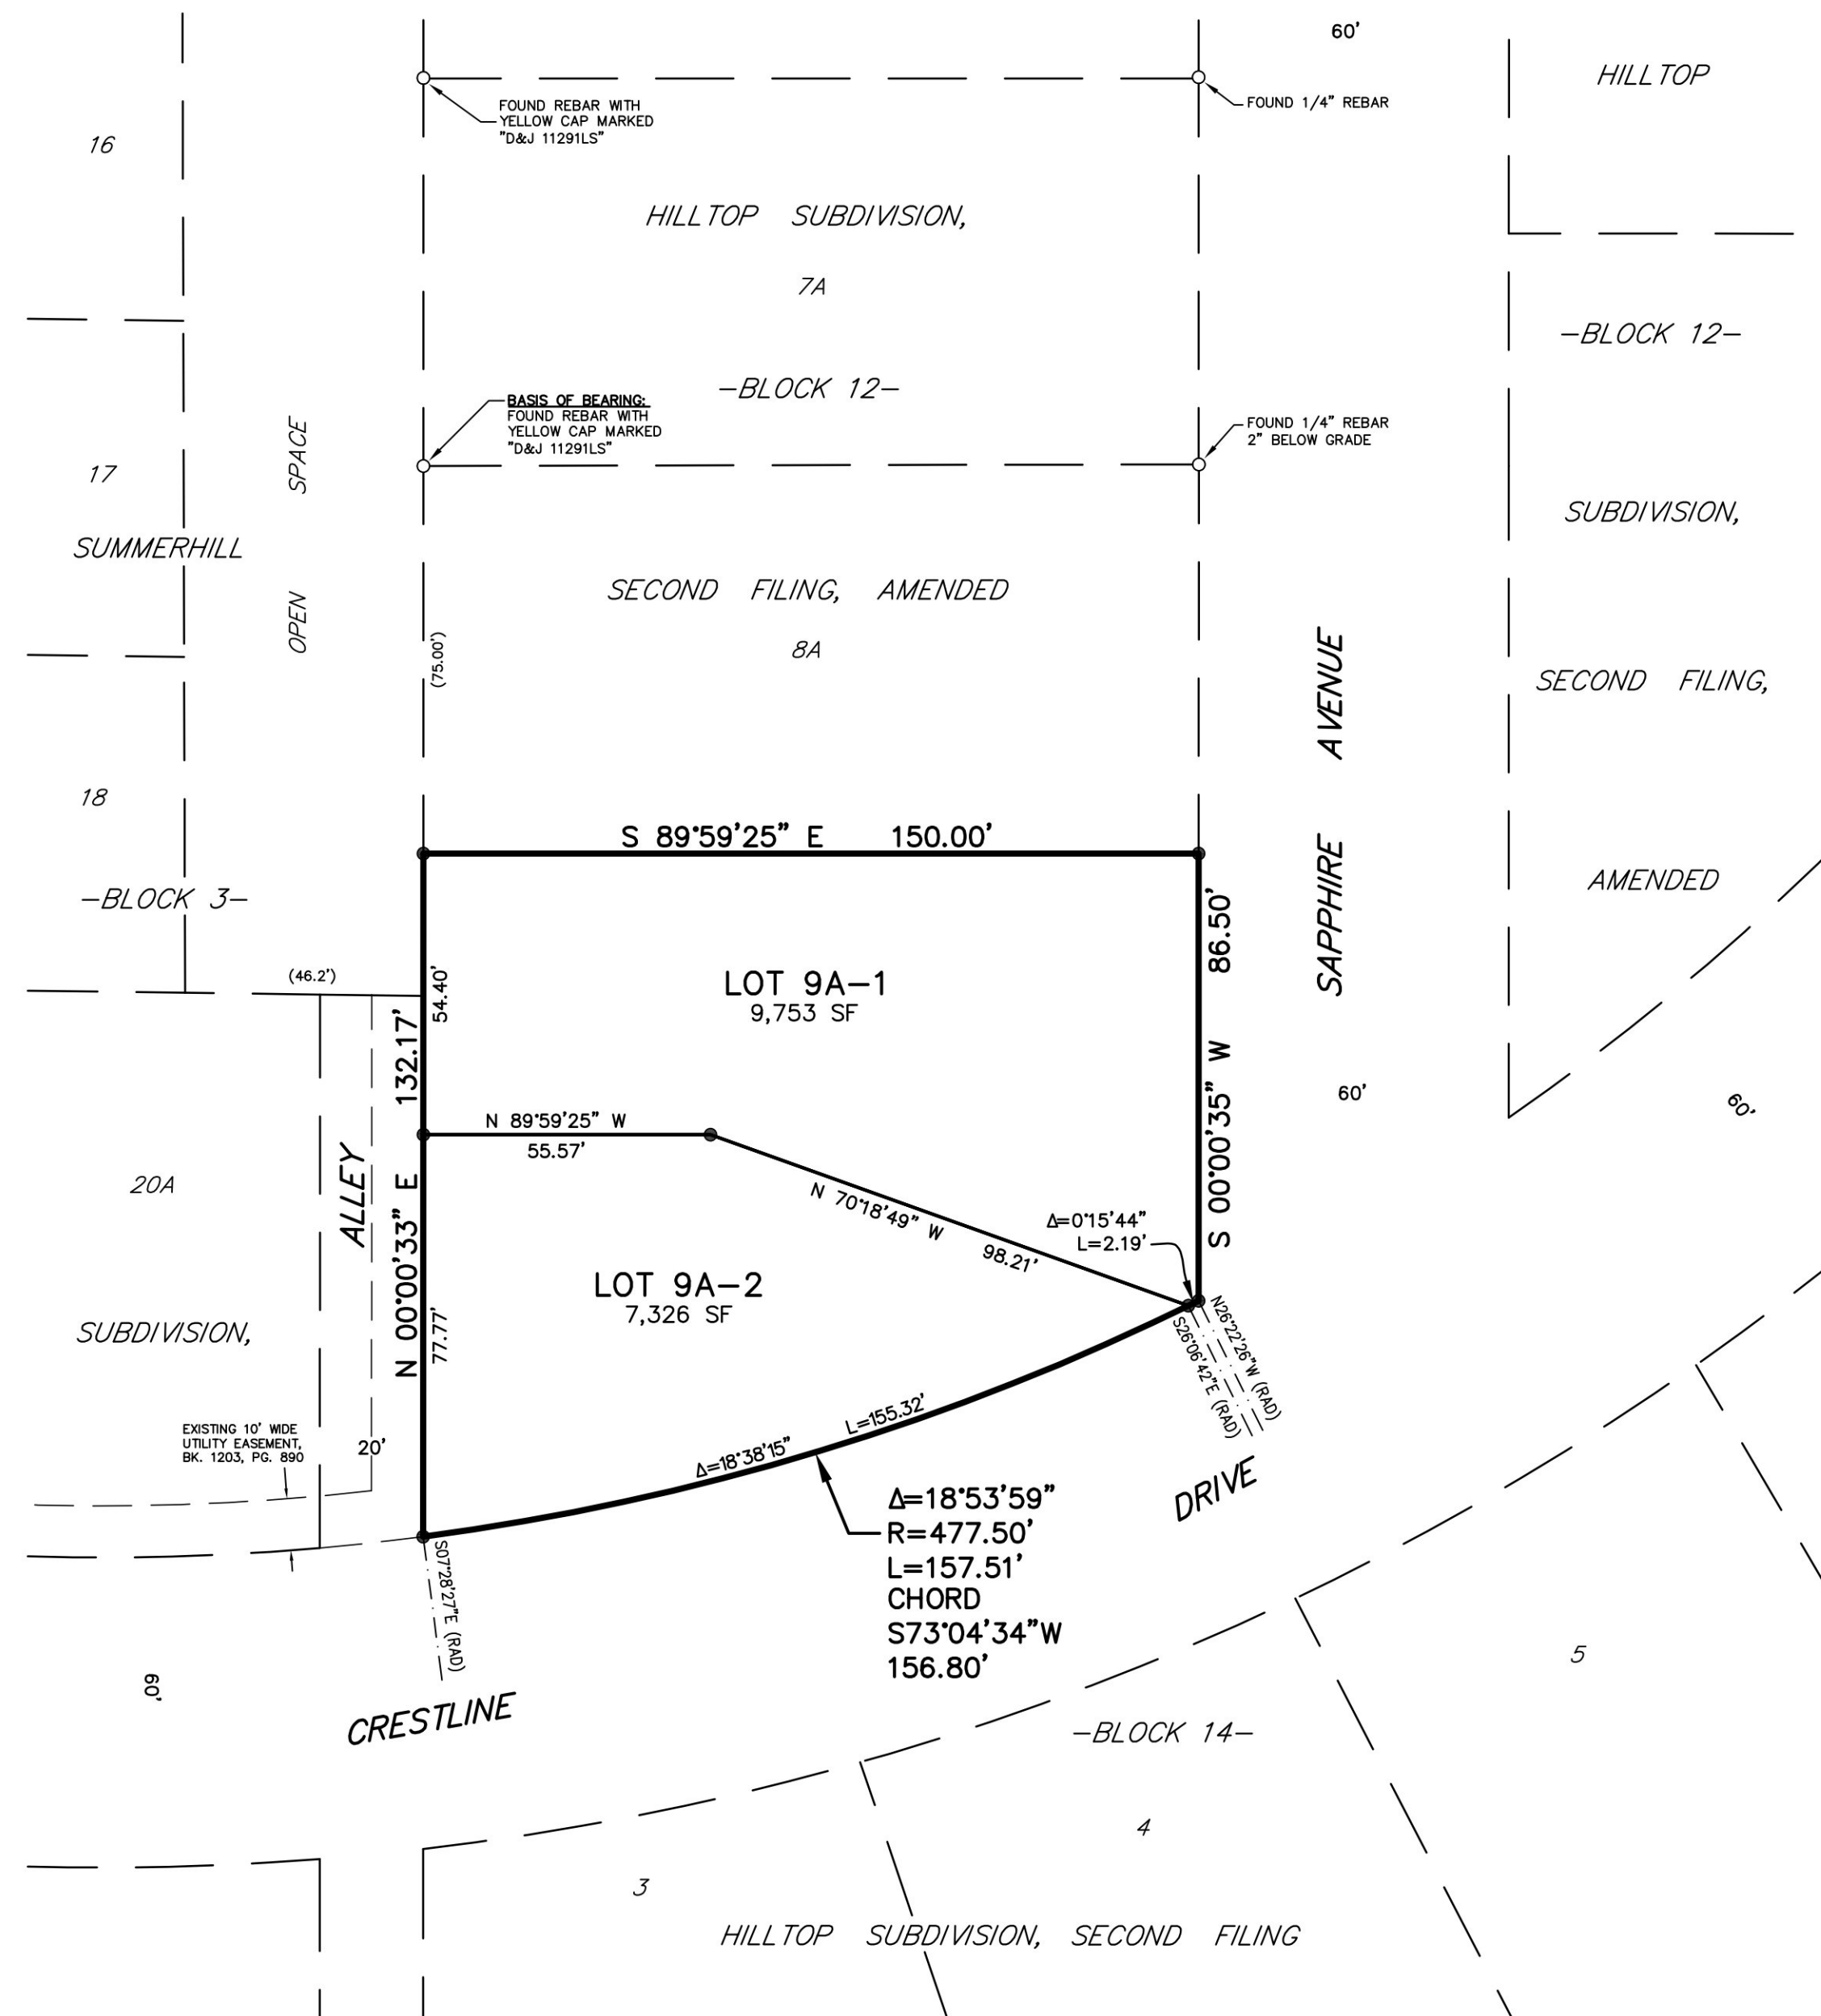 60'
HILLTOP
16
FOUND REBAR WITH
YELLOW CAP MARKED
"D&J 11291LS"
FOUND 1/4" REBAR
HILLTOP SUBDIVISION,
7A
-BLOCK 12-
-BLOCK 12-
BASIS OF BEARING:
FOUND REBAR WITH
YELLOW CAP MARKED
"D&J 11291LS"
FOUND 1/4" REBAR
2" BELOW GRADE
17
OPEN SPACE
SUBDIVISION,
SUMMERHILL
SECOND FILING, AMENDED
8A
(75.00')
SECOND FILING,
SAPPHIRE AVENUE
18
S 89°59'25" E 150.00'
-BLOCK 3-
AMENDED
86.50'
S 00°00'35" W
(46.2')
54.40'
LOT 9A-1
9,753 SF
N 00°00'33" E 132.17'
60'
60'
N 89°59'25" W
55.57'
ALLEY
20A
N 70°18'49" W 98.21'
Δ=0°15'44"
L=2.19'
LOT 9A-2
7,326 SF
77.77'
SUBDIVISION,
N26°22'26"W (RAD)
S26°06'42"E (RAD)
EXISTING 10' WIDE
UTILITY EASEMENT,
BK. 1203, PG. 890
20'
Δ=18°38'15" L=155.32'
Δ=18°53'59"
R=477.50'
L=157.51'
CHORD
S73°04'34"W
156.80'
S07°28'27"E (RAD)
CRESTLINE DRIVE
60'
5
-BLOCK 14-
4
3
HILLTOP SUBDIVISION, SECOND FILING